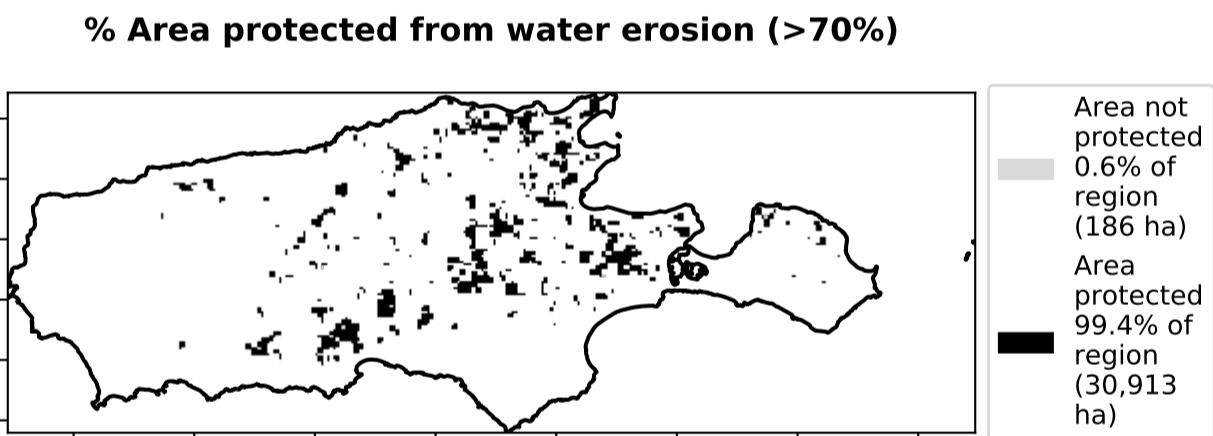 % Area protected from water erosion (>70%)
Area not
protected
0.6% of
region
(186 ha)
Area
protected
99.4% of
region
(30,913
ha)